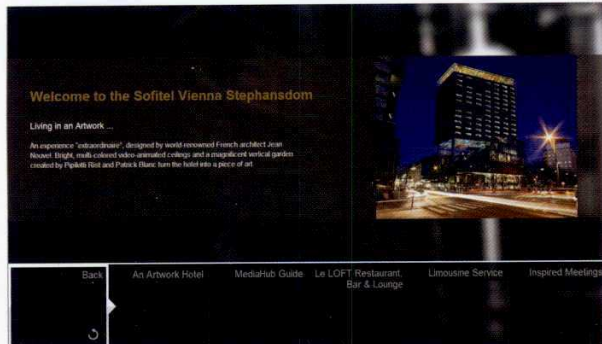 Welcome to the Sofitel Vienna Stephansdom
Living in an Artwork ...
An experience "extraordinaire", designed by world-renowned French architect Jean
Nouvel. Bright, multi-colored video-animated ceilings and a magnificent vertical garden
created by Pipilotti Rist and Patrick Blanc turn the hotel into a piece of art.
Back
An Artwork Hotel
MediaHub Guide
Le LOFT Restaurant,
Bar & Lounge
Limousine Service
Inspired Meetings